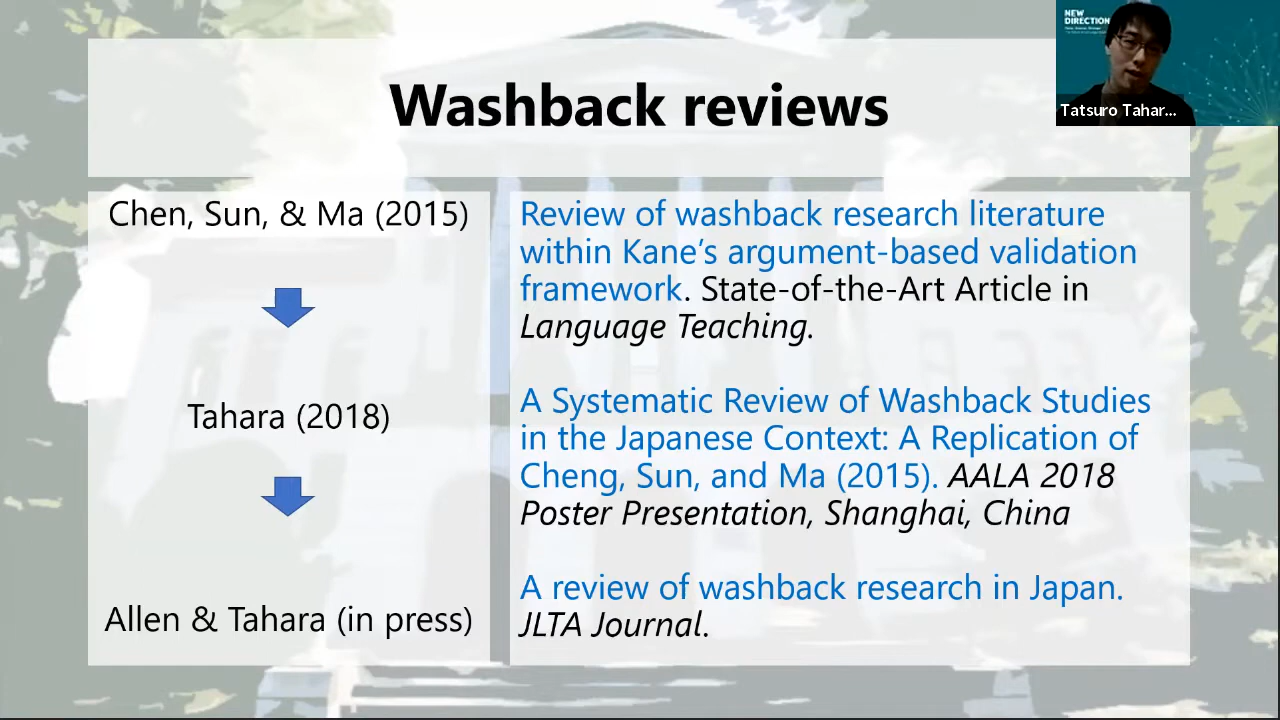 NEW
DIRECTION
Tatsuro Tahar...
Washback reviews
Chen, Sun, & Ma (2015)
Review of washback research literature
within Kane’s argument-based validation
framework. State-of-the-Art Article in
Language Teaching.
Tahara (2018)
A Systematic Review of Washback Studies
in the Japanese Context: A Replication of
Cheng, Sun, and Ma (2015). AALA 2018
Poster Presentation, Shanghai, China
Allen & Tahara (in press)
A review of washback research in Japan.
JLTA Journal.